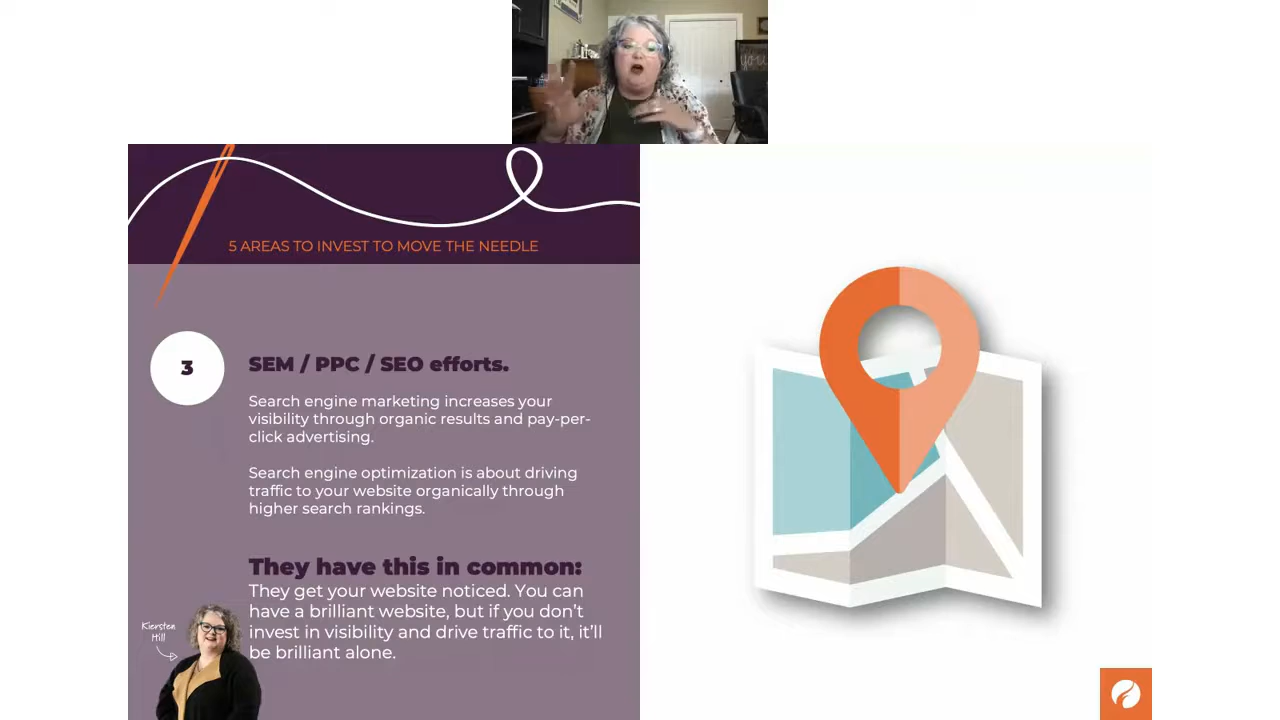 you
5 AREAS TO INVEST TO MOVE THE NEEDLE
3
SEM / PPC / SEO efforts.
Search engine marketing increases your
visibility through organic results and pay-per-
click advertising.
Search engine optimization is about driving
traffic to your website organically through
higher search rankings.
They have this in common:
They get your website noticed. You can
have a brilliant website, but if you don't
invest in visibility and drive traffic to it, it'll
be brilliant alone.
Kiersten
Hill